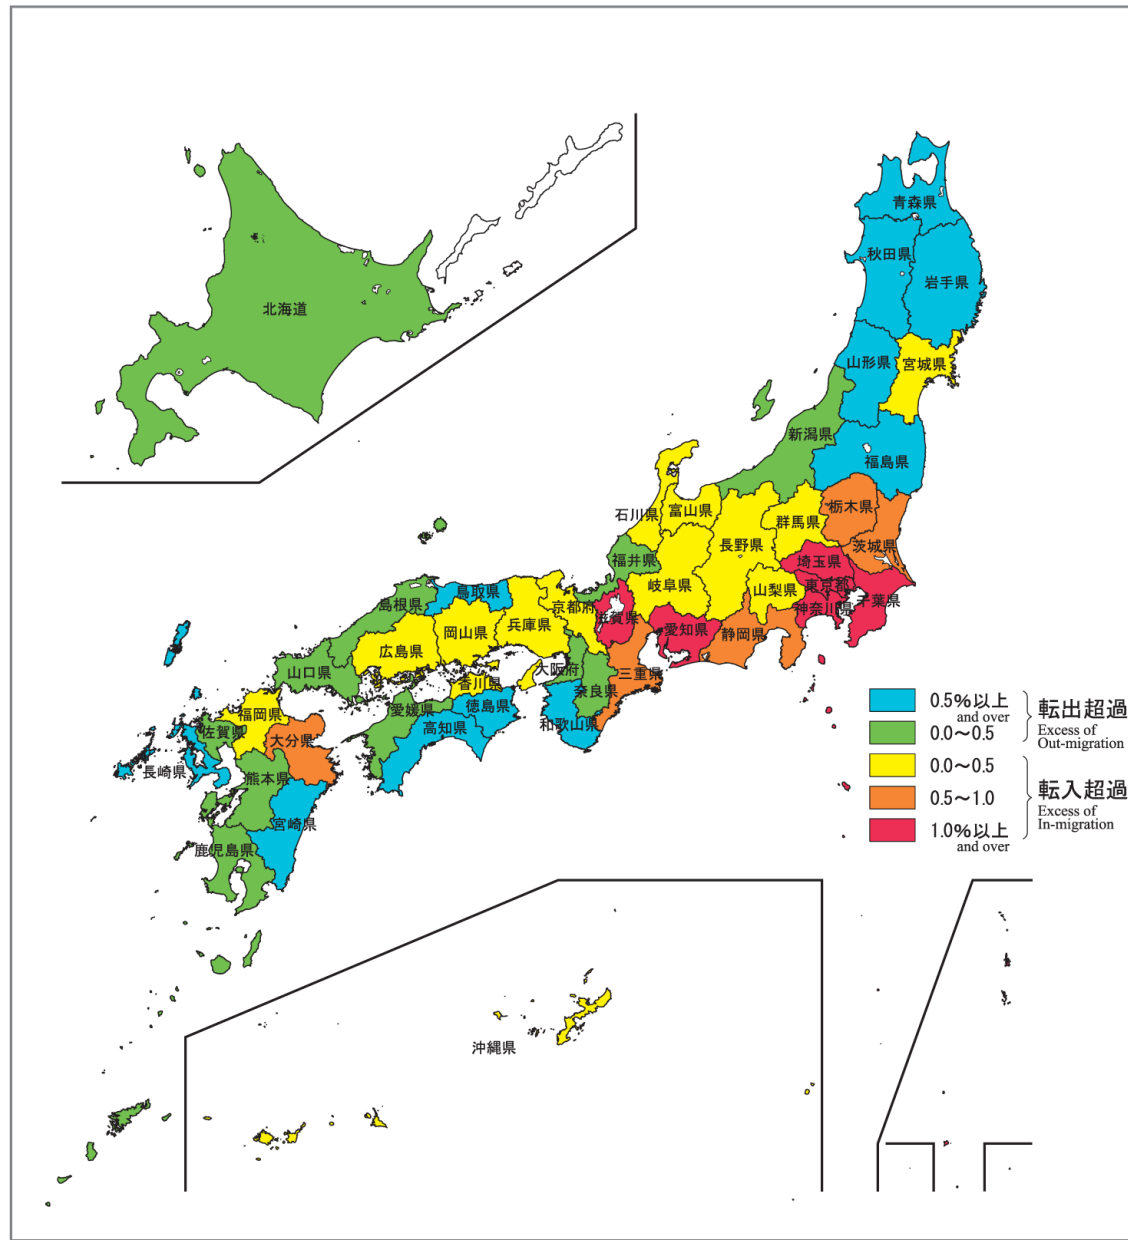 青森県
秋田県
岩手県
北海道
山形県
宮城県
新潟県
福島県
栃木県
石川県
富山県
群馬県
長野県
茨城県
福井県
埼玉県
岐阜県
山梨県
東京都
千葉県
神奈川県
鳥取県
島根県
京都府
滋賀県
愛知県
静岡県
兵庫県
岡山県
広島県
山口県
大阪府
三重県
香川県
奈良県
愛媛県
徳島県
和歌山県
高知県
福岡県
佐賀県
大分県
長崎県
熊本県
宮崎県
鹿児島県
沖縄県
0.5%以上
and over
0.0～0.5
転出超過
Excess of
Out-migration
0.0～0.5
0.5～1.0
1.0%以上
and over
転入超過
Excess of
In-migration